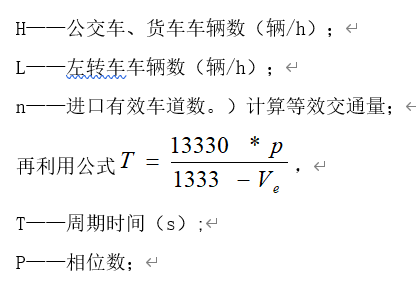 H——公交车、货车车辆数（辆/h）；
L——左转车车辆数（辆/h）；
n——进口有效车道数。）计算等效交通量；
再利用公式 T = \frac{13330 * p}{1333 - V_e}，
T——周期时间（s）;
P——相位数；